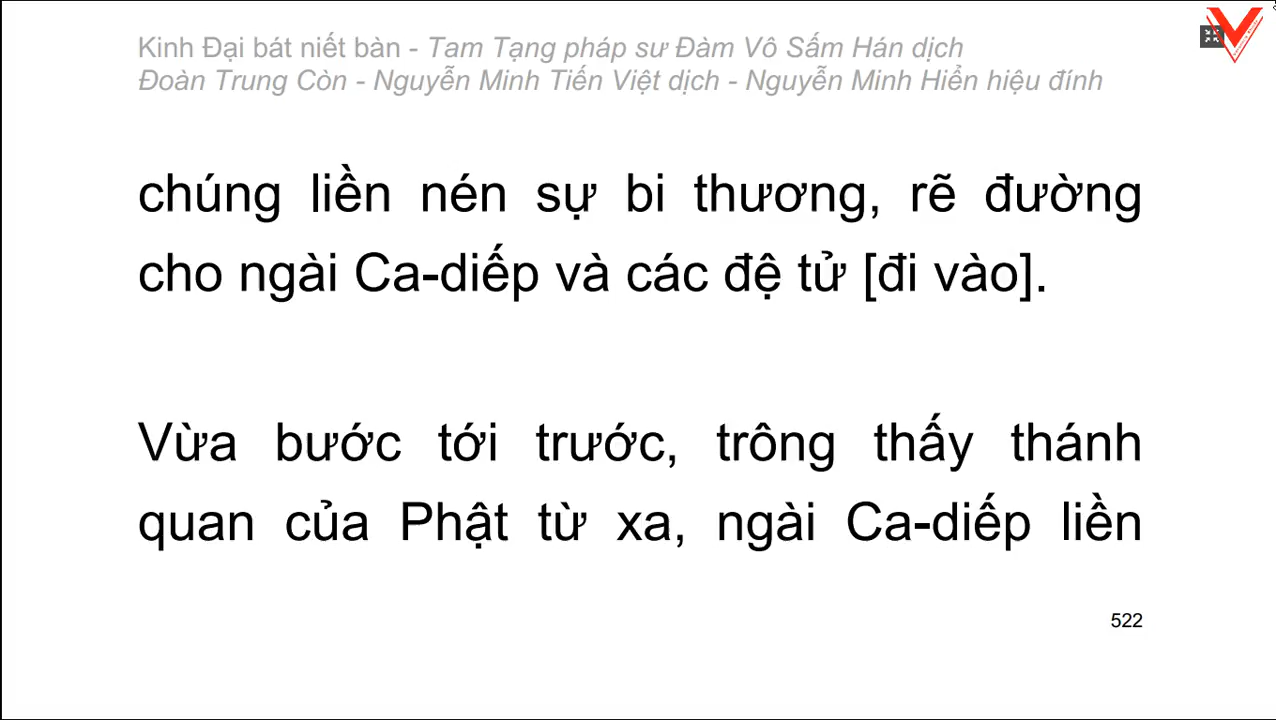 Kinh Đại bát niết bàn - Tam Tạng pháp sư Đàm Vô Sấm Hán dịch
Đoàn Trung Còn - Nguyễn Minh Tiến Việt dịch - Nguyễn Minh Hiển hiệu đính
chúng liền nén sự bi thương, rẽ đường
cho ngài Ca-diếp và các đệ tử [đi vào].
Vừa bước tới trước, trông thấy thánh
quan của Phật từ xa, ngài Ca-diếp liền
522